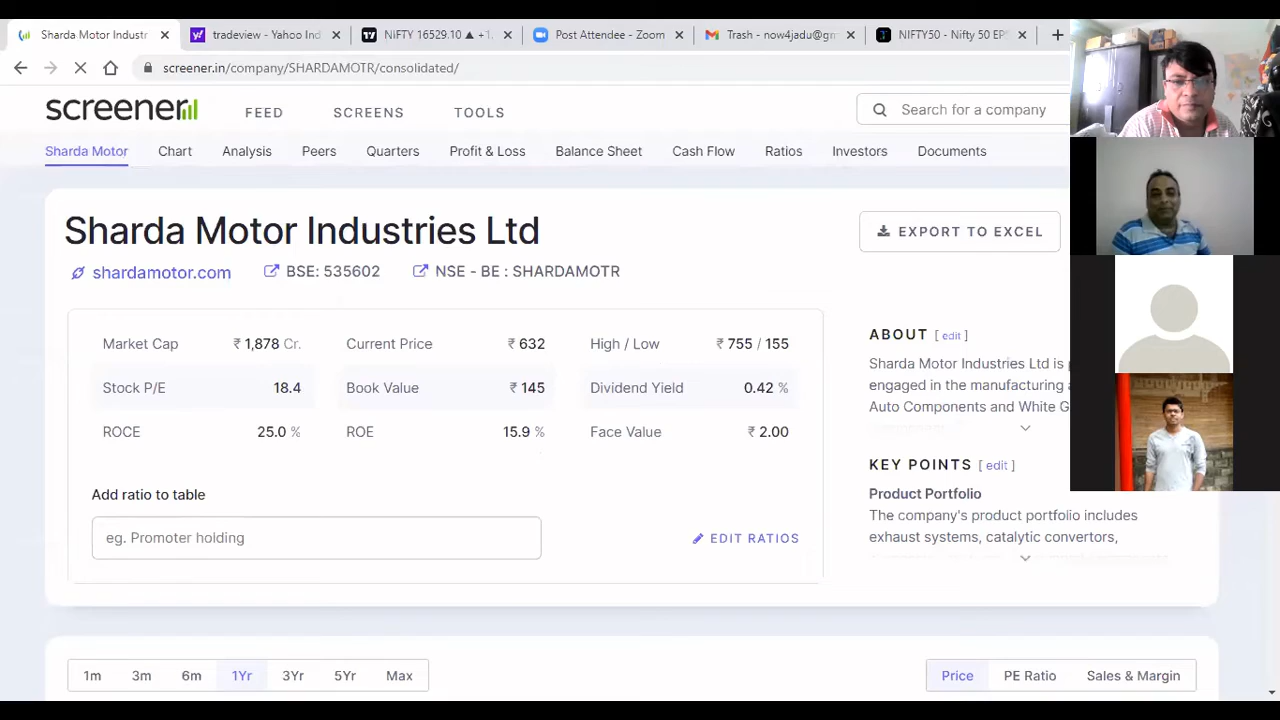 Sharda Motor Industr
tradeview - Yahoo Ind
NIFTY 16529.10 ▲ +1.
Post Attendee - Zoom
Trash - now4jadu@gm
NIFTY50 - Nifty 50 EPS
screener.in/company/SHARDAMOTR/consolidated/
screener
FEED SCREENS TOOLS
Search for a company
Sharda Motor Chart Analysis Peers Quarters Profit & Loss Balance Sheet Cash Flow Ratios Investors Documents
Sharda Motor Industries Ltd
EXPORT TO EXCEL
shardamotor.com BSE: 535602 NSE - BE : SHARDAMOTR
Market Cap ₹ 1,878 Cr. Current Price ₹ 632 High / Low ₹ 755 / 155
Stock P/E 18.4 Book Value ₹ 145 Dividend Yield 0.42 %
ROCE 25.0 % ROE 15.9 % Face Value ₹ 2.00
Add ratio to table
eg. Promoter holding
EDIT RATIOS
ABOUT [ edit ]
Sharda Motor Industries Ltd is
engaged in the manufacturing
Auto Components and White G
KEY POINTS [ edit ]
Product Portfolio
The company's product portfolio includes
exhaust systems, catalytic convertors,
1m 3m 6m 1Yr 3Yr 5Yr Max
Price PE Ratio Sales & Margin